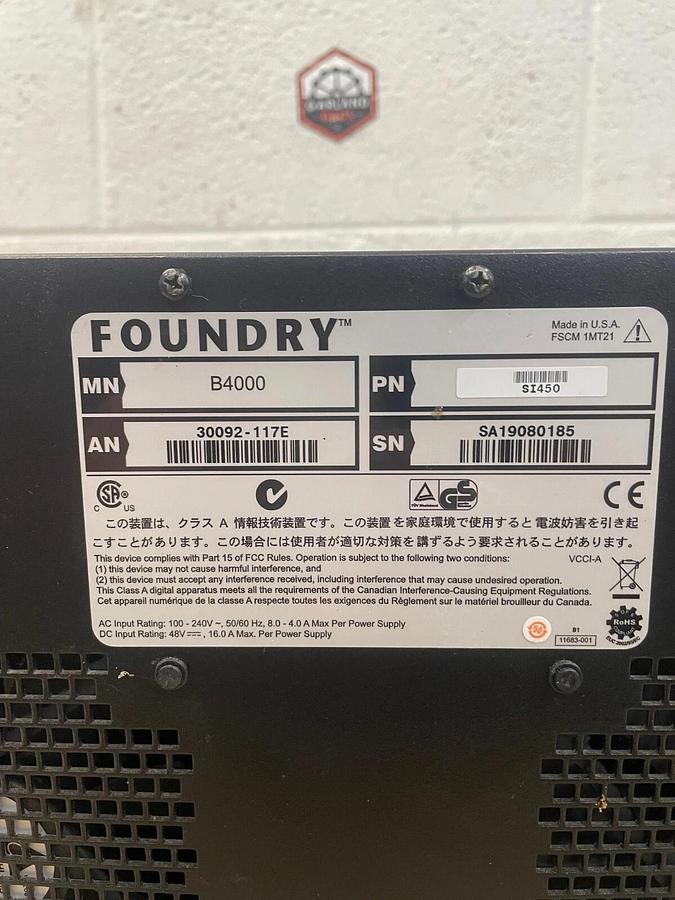 FOUNDRY™
Made in U.S.A.
FSCM 1MT21
MN B4000
PN SI450
AN 30092-117E
SN SA19080185
CSA
C US
TÜV Rheinland GS
CE
この装置は、クラス A 情報技術装置です。この装置を家庭環境で使用すると電波妨害を引き起
こすことがあります。この場合には使用者が適切な対策を講ずるよう要求されることがあります。
This device complies with Part 15 of FCC Rules. Operation is subject to the following two conditions:
VCCI-A
(1) this device may not cause harmful interference, and
(2) this device must accept any interference received, including interference that may cause undesired operation.
This Class A digital apparatus meets all the requirements of the Canadian Interference-Causing Equipment Regulations.
Cet appareil numérique de la classe A respecte toutes les exigences du Règlement sur le matériel brouilleur du Canada.
AC Input Rating: 100 - 240V ~, 50/60 Hz, 8.0 - 4.0 A Max Per Power Supply
DC Input Rating: 48V ⎓, 16.0 A Max Per Power Supply
50
B1
11683-001
RoHS